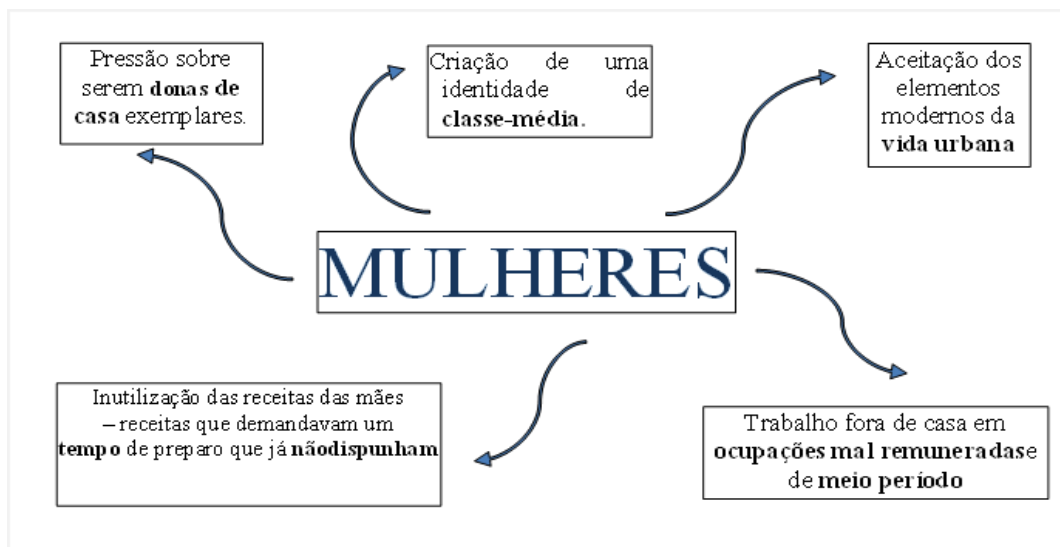 Pressão sobre
serem donas de
casa exemplares.
Criação de uma
identidade de
classe-média.
Aceitação dos
elementos
modernos da
vida urbana
MULHERES
Inutilização das receitas das mães
– receitas que demandavam um
tempo de preparo que já nãodispunham
Trabalho fora de casa em
ocupações mal remuneradase
de meio período